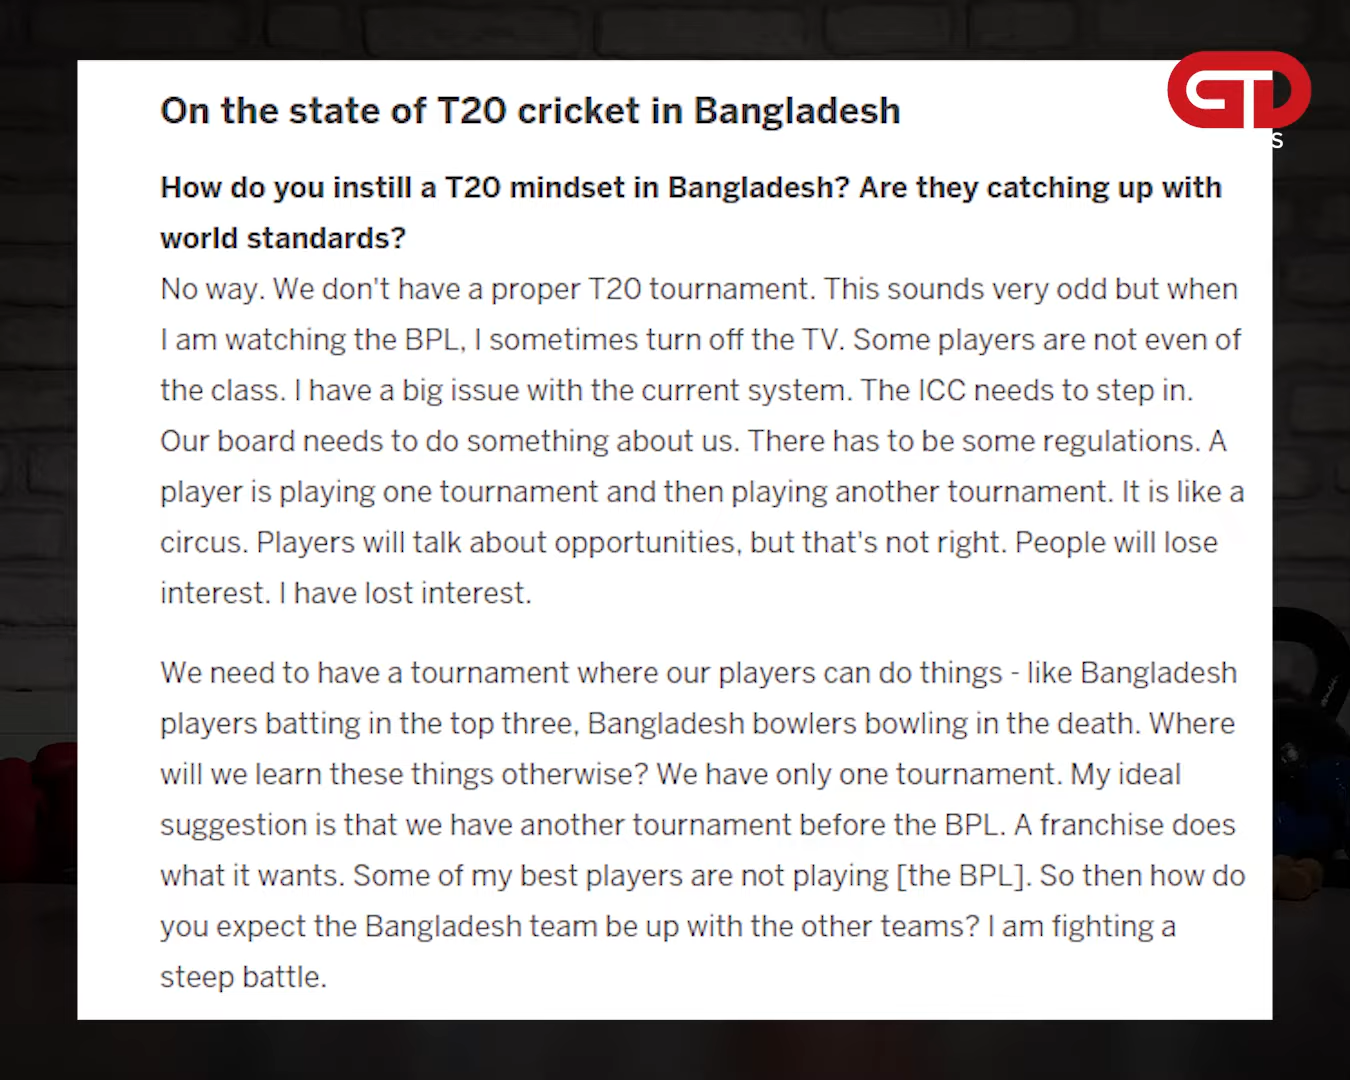 GTD
S
On the state of T20 cricket in Bangladesh
How do you instill a T20 mindset in Bangladesh? Are they catching up with
world standards?
No way. We don't have a proper T20 tournament. This sounds very odd but when
I am watching the BPL, I sometimes turn off the TV. Some players are not even of
the class. I have a big issue with the current system. The ICC needs to step in.
Our board needs to do something about us. There has to be some regulations. A
player is playing one tournament and then playing another tournament. It is like a
circus. Players will talk about opportunities, but that's not right. People will lose
interest. I have lost interest.
We need to have a tournament where our players can do things - like Bangladesh
players batting in the top three, Bangladesh bowlers bowling in the death. Where
will we learn these things otherwise? We have only one tournament. My ideal
suggestion is that we have another tournament before the BPL. A franchise does
what it wants. Some of my best players are not playing [the BPL]. So then how do
you expect the Bangladesh team be up with the other teams? I am fighting a
steep battle.